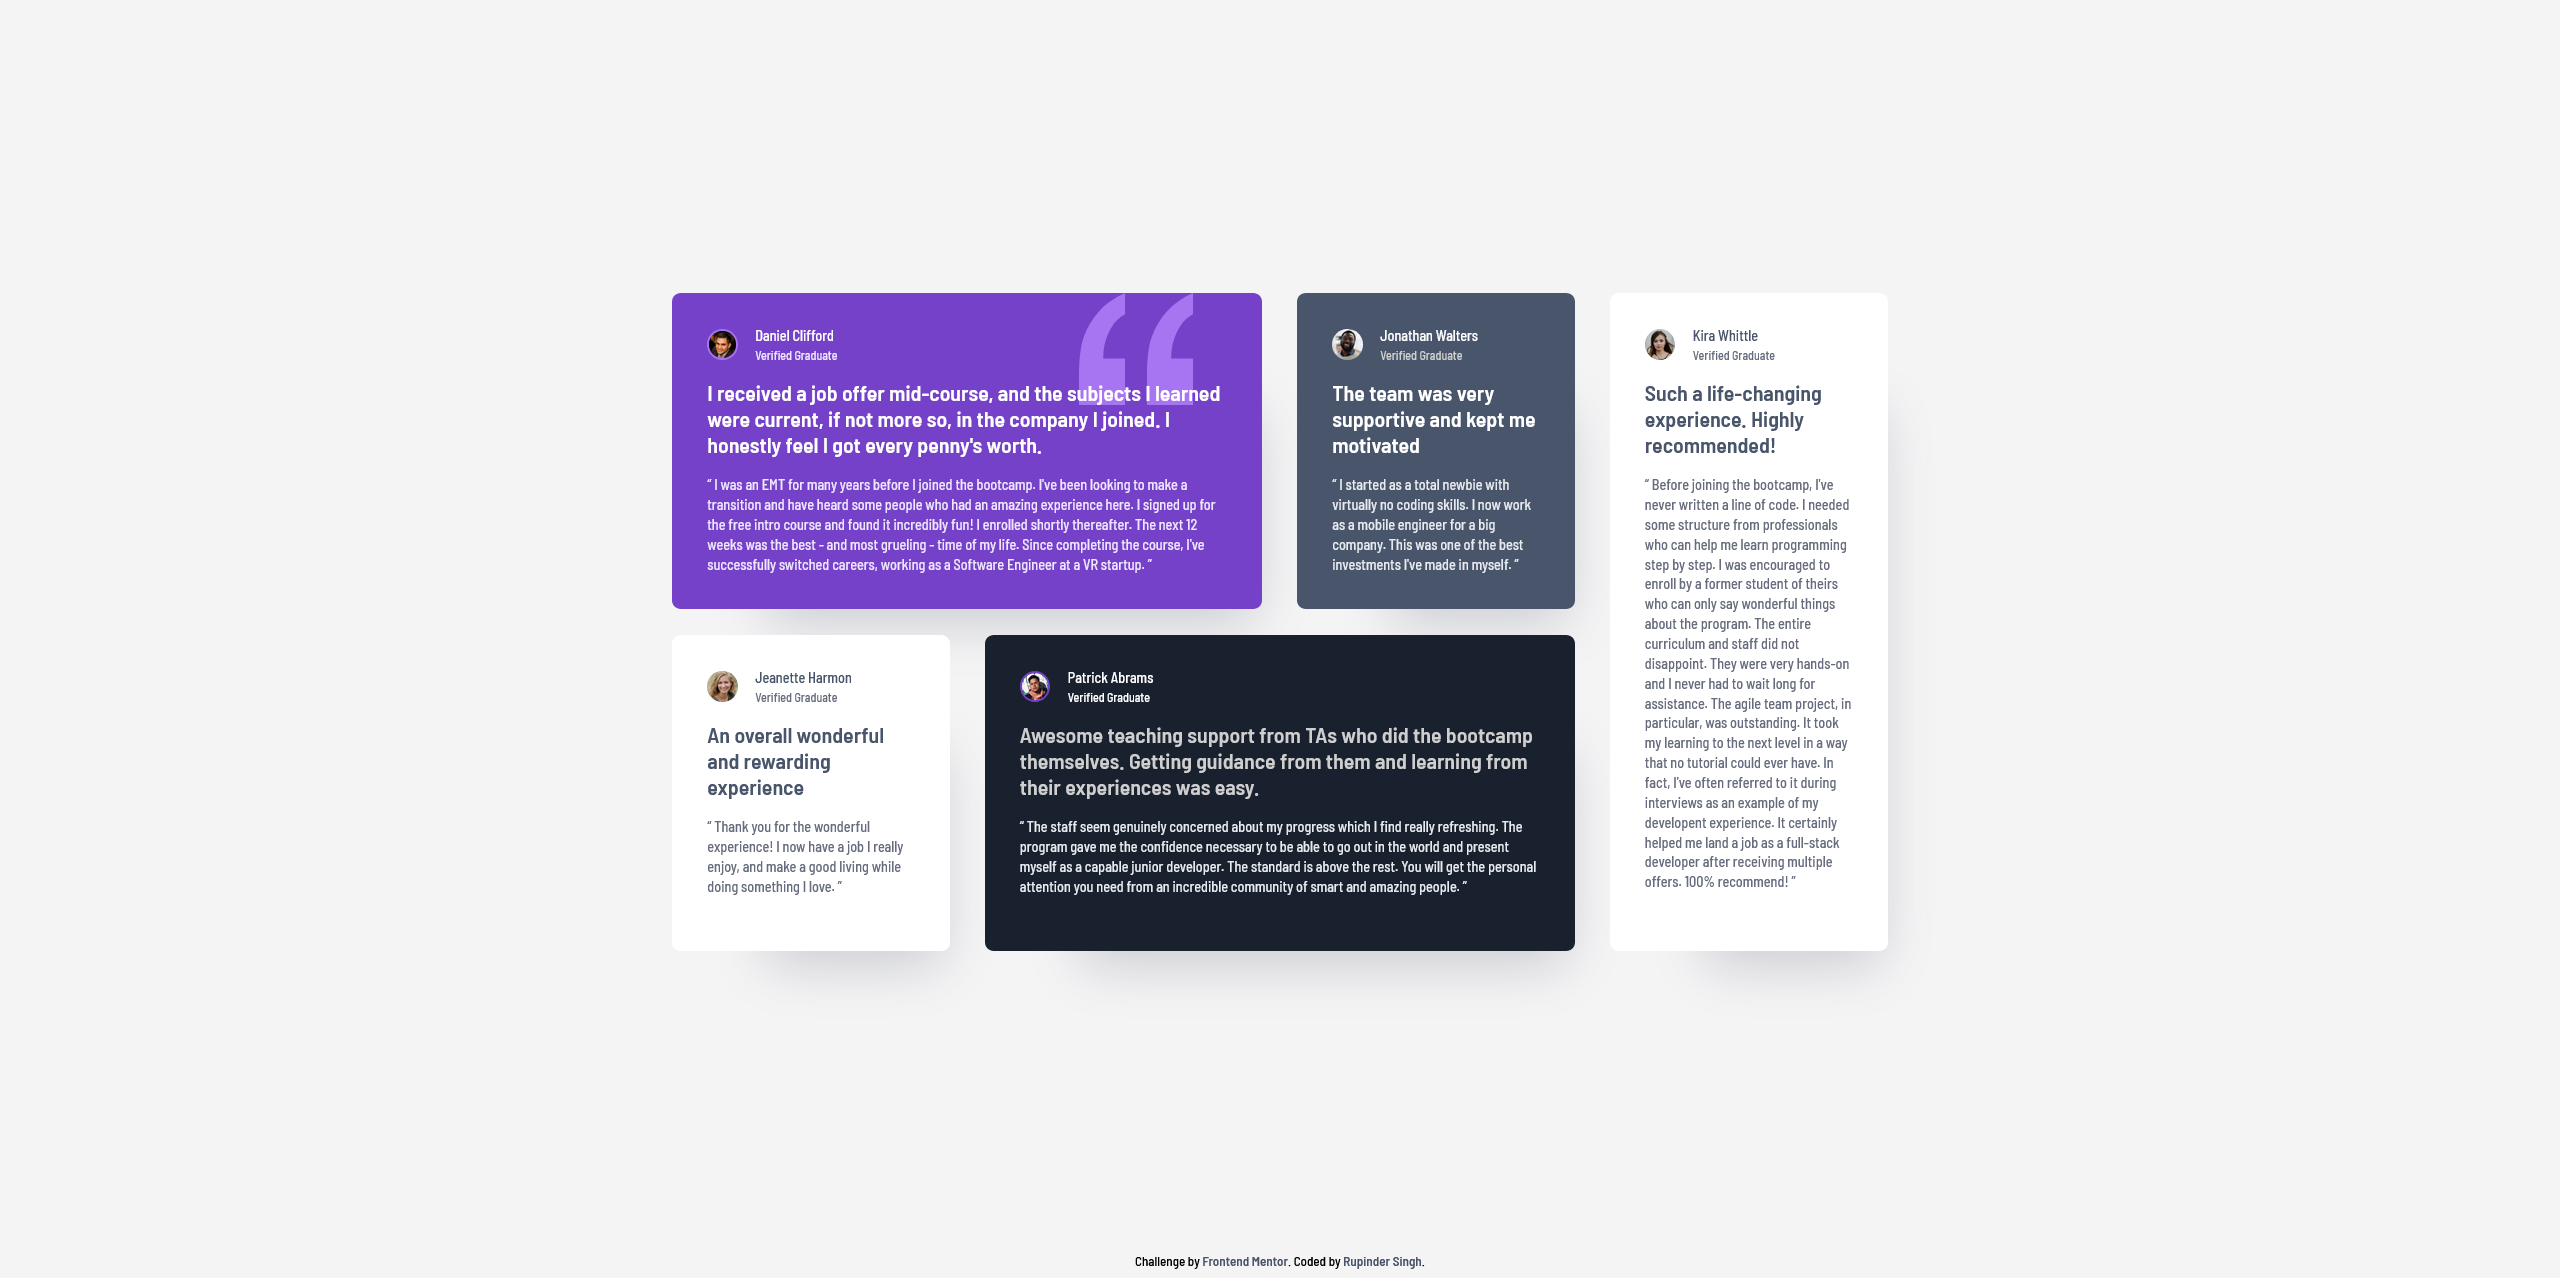 Daniel Clifford
Verified Graduate
I received a job offer mid-course, and the subjects I learned
were current, if not more so, in the company I joined. I
honestly feel I got every penny's worth.
“ I was an EMT for many years before I joined the bootcamp. I've been looking to make a
transition and have heard some people who had an amazing experience here. I signed up for
the free intro course and found it incredibly fun! I enrolled shortly thereafter. The next 12
weeks was the best - and most grueling - time of my life. Since completing the course, I've
successfully switched careers, working as a Software Engineer at a VR startup. ”
Jonathan Walters
Verified Graduate
The team was very
supportive and kept me
motivated
“ I started as a total newbie with
virtually no coding skills. I now work
as a mobile engineer for a big
company. This was one of the best
investments I've made in myself. ”
Kira Whittle
Verified Graduate
Such a life-changing
experience. Highly
recommended!
“ Before joining the bootcamp, I've
never written a line of code. I needed
some structure from professionals
who can help me learn programming
step by step. I was encouraged to
enroll by a former student of theirs
who can only say wonderful things
about the program. The entire
curriculum and staff did not
disappoint. They were very hands-on
and I never had to wait long for
assistance. The agile team project, in
particular, was outstanding. It took
my learning to the next level in a way
that no tutorial could ever have. In
fact, I've often referred to it during
interviews as an example of my
developent experience. It certainly
helped me land a job as a full-stack
developer after receiving multiple
offers. 100% recommend! ”
Jeanette Harmon
Verified Graduate
An overall wonderful
and rewarding
experience
“ Thank you for the wonderful
experience! I now have a job I really
enjoy, and make a good living while
doing something I love. ”
Patrick Abrams
Verified Graduate
Awesome teaching support from TAs who did the bootcamp
themselves. Getting guidance from them and learning from
their experiences was easy.
“ The staff seem genuinely concerned about my progress which I find really refreshing. The
program gave me the confidence necessary to be able to go out in the world and present
myself as a capable junior developer. The standard is above the rest. You will get the personal
attention you need from an incredible community of smart and amazing people. ”
Challenge by Frontend Mentor. Coded by Rupinder Singh.